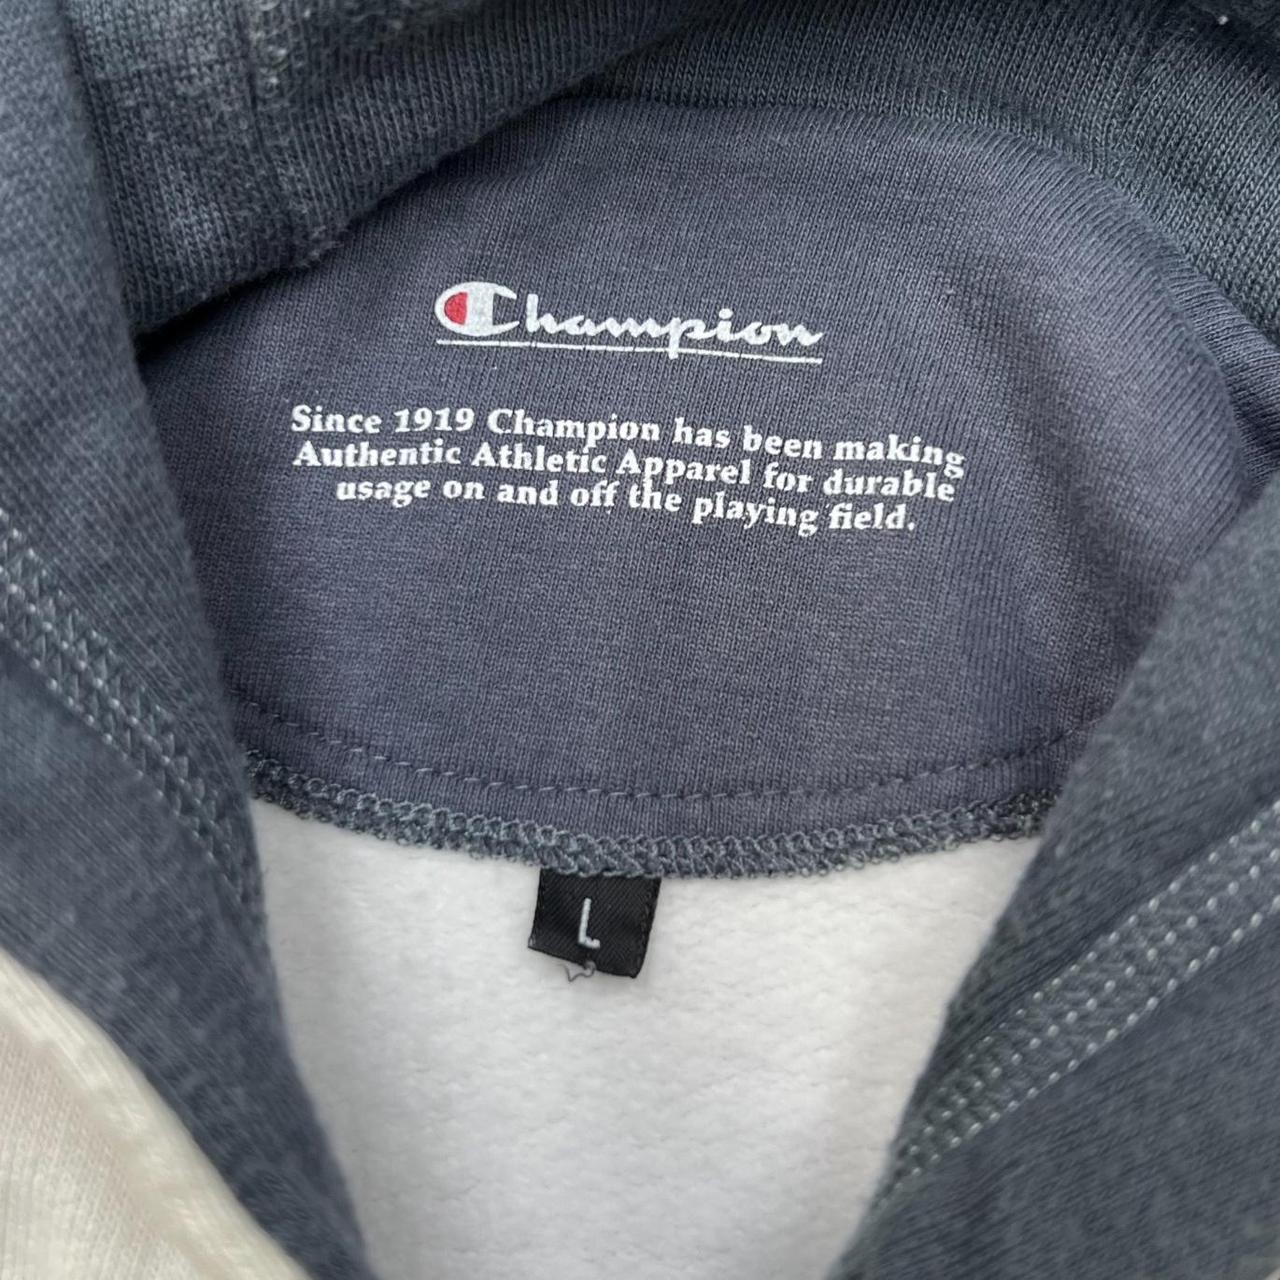 Champion
Since 1919 Champion has been making
Authentic Athletic Apparel for durable
usage on and off the playing field.
L